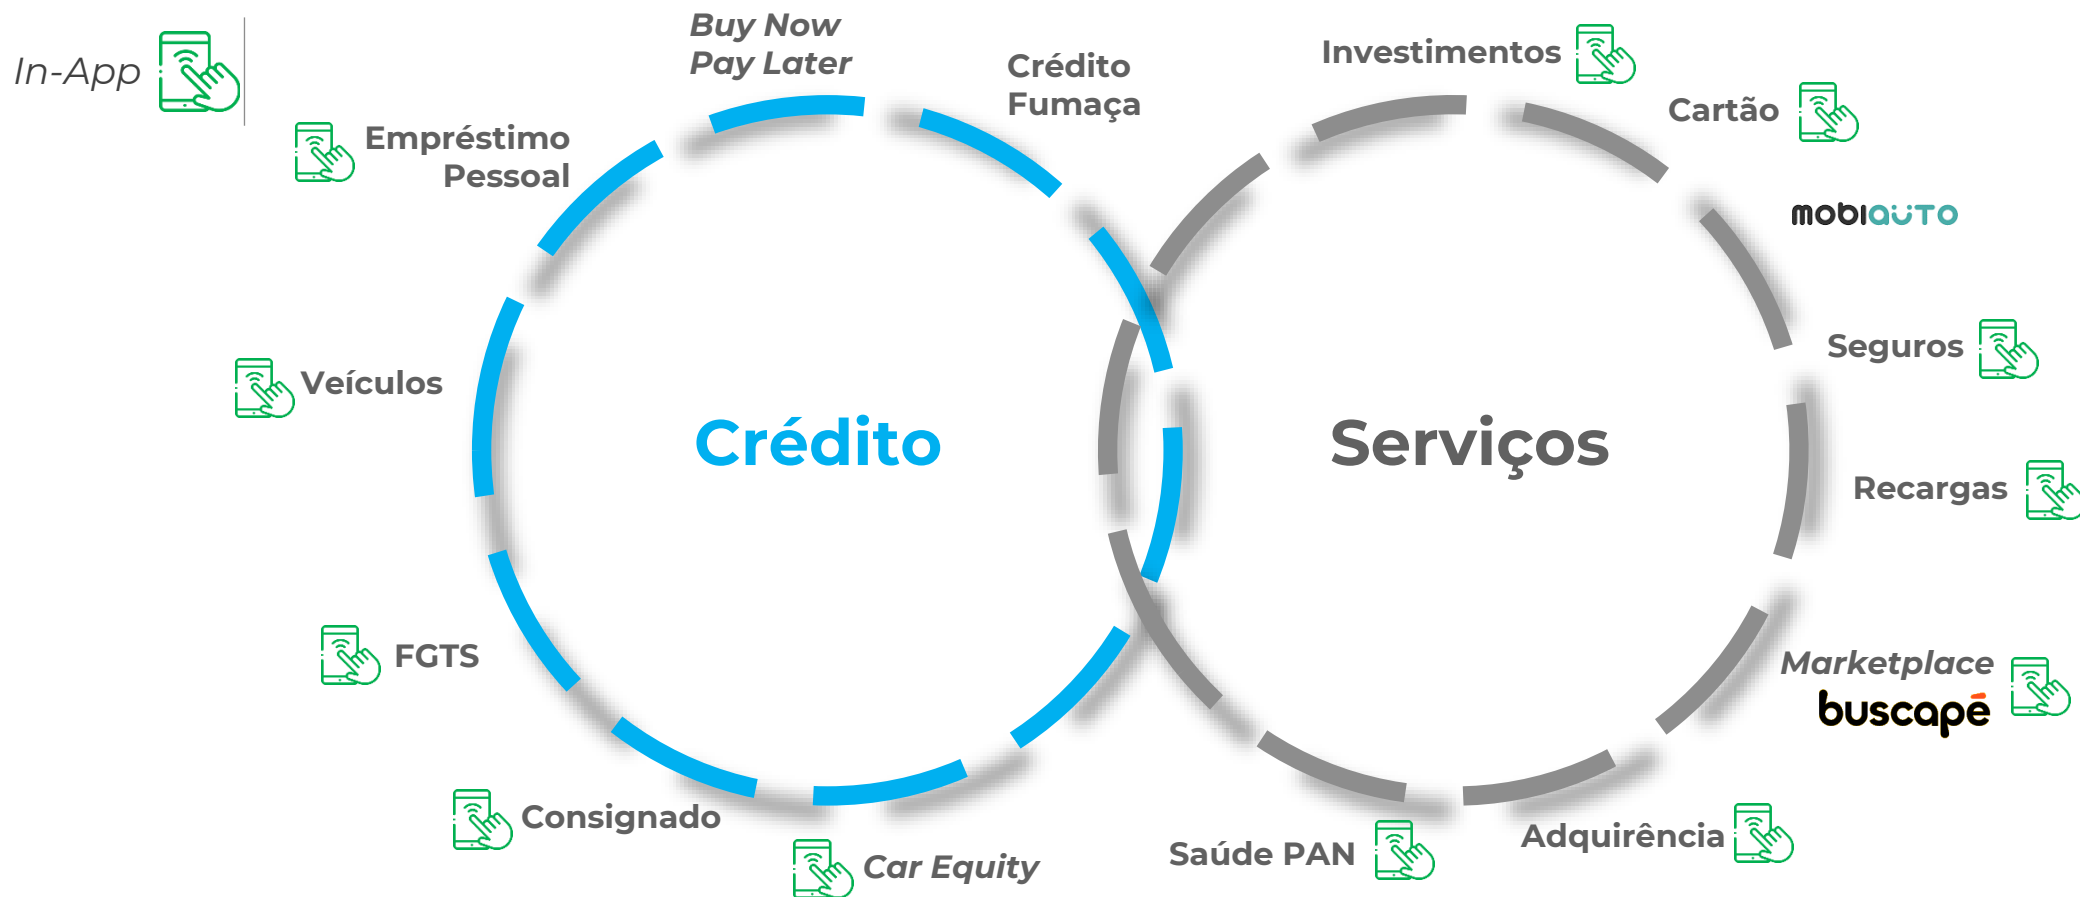 In-App
Buy Now
Pay Later
Crédito
Fumaça
Empréstimo
Pessoal
Veículos
FGTS
Consignado
Car Equity
Crédito
Investimentos
Cartão
mobiauto
Seguros
Recargas
Marketplace
buscapé
Adquirência
Saúde PAN
Serviços